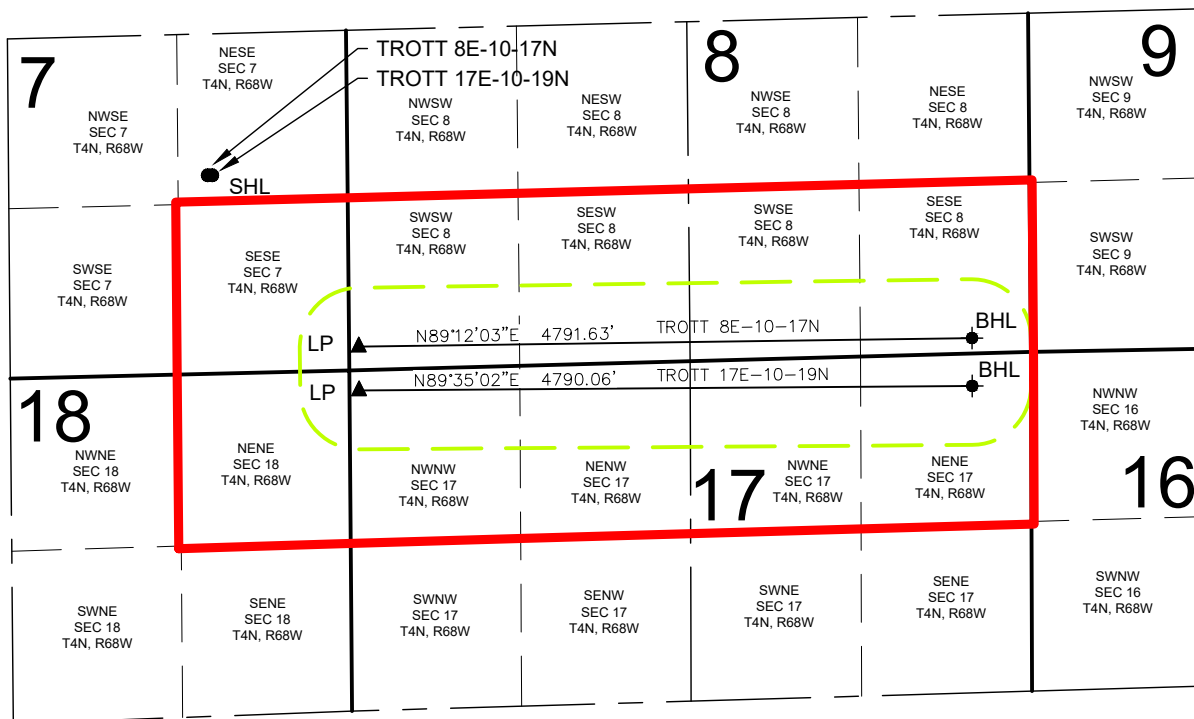 7
8
9
TROTT 8E-10-17N
TROTT 17E-10-19N
NWSE
SEC 7
T4N, R68W
NESE
SEC 7
T4N, R68W
NWSW
SEC 8
T4N, R68W
NESW
SEC 8
T4N, R68W
NWSE
SEC 8
T4N, R68W
NESE
SEC 8
T4N, R68W
NWSW
SEC 9
T4N, R68W
SHL
SWSE
SEC 7
T4N, R68W
SESE
SEC 7
T4N, R68W
SWSW
SEC 8
T4N, R68W
SESW
SEC 8
T4N, R68W
SWSE
SEC 8
T4N, R68W
SESE
SEC 8
T4N, R68W
SWSW
SEC 9
T4N, R68W
LP N89°12'03"E 4791.63' TROTT 8E-10-17N BHL
LP N89°35'02"E 4790.06' TROTT 17E-10-19N BHL
18
17
16
NWNE
SEC 18
T4N, R68W
NENE
SEC 18
T4N, R68W
NWNW
SEC 17
T4N, R68W
NENW
SEC 17
T4N, R68W
NWNE
SEC 17
T4N, R68W
NENE
SEC 17
T4N, R68W
NWNW
SEC 16
T4N, R68W
SWNE
SEC 18
T4N, R68W
SENE
SEC 18
T4N, R68W
SWNW
SEC 17
T4N, R68W
SENW
SEC 17
T4N, R68W
SWNE
SEC 17
T4N, R68W
SENE
SEC 17
T4N, R68W
SWNW
SEC 16
T4N, R68W